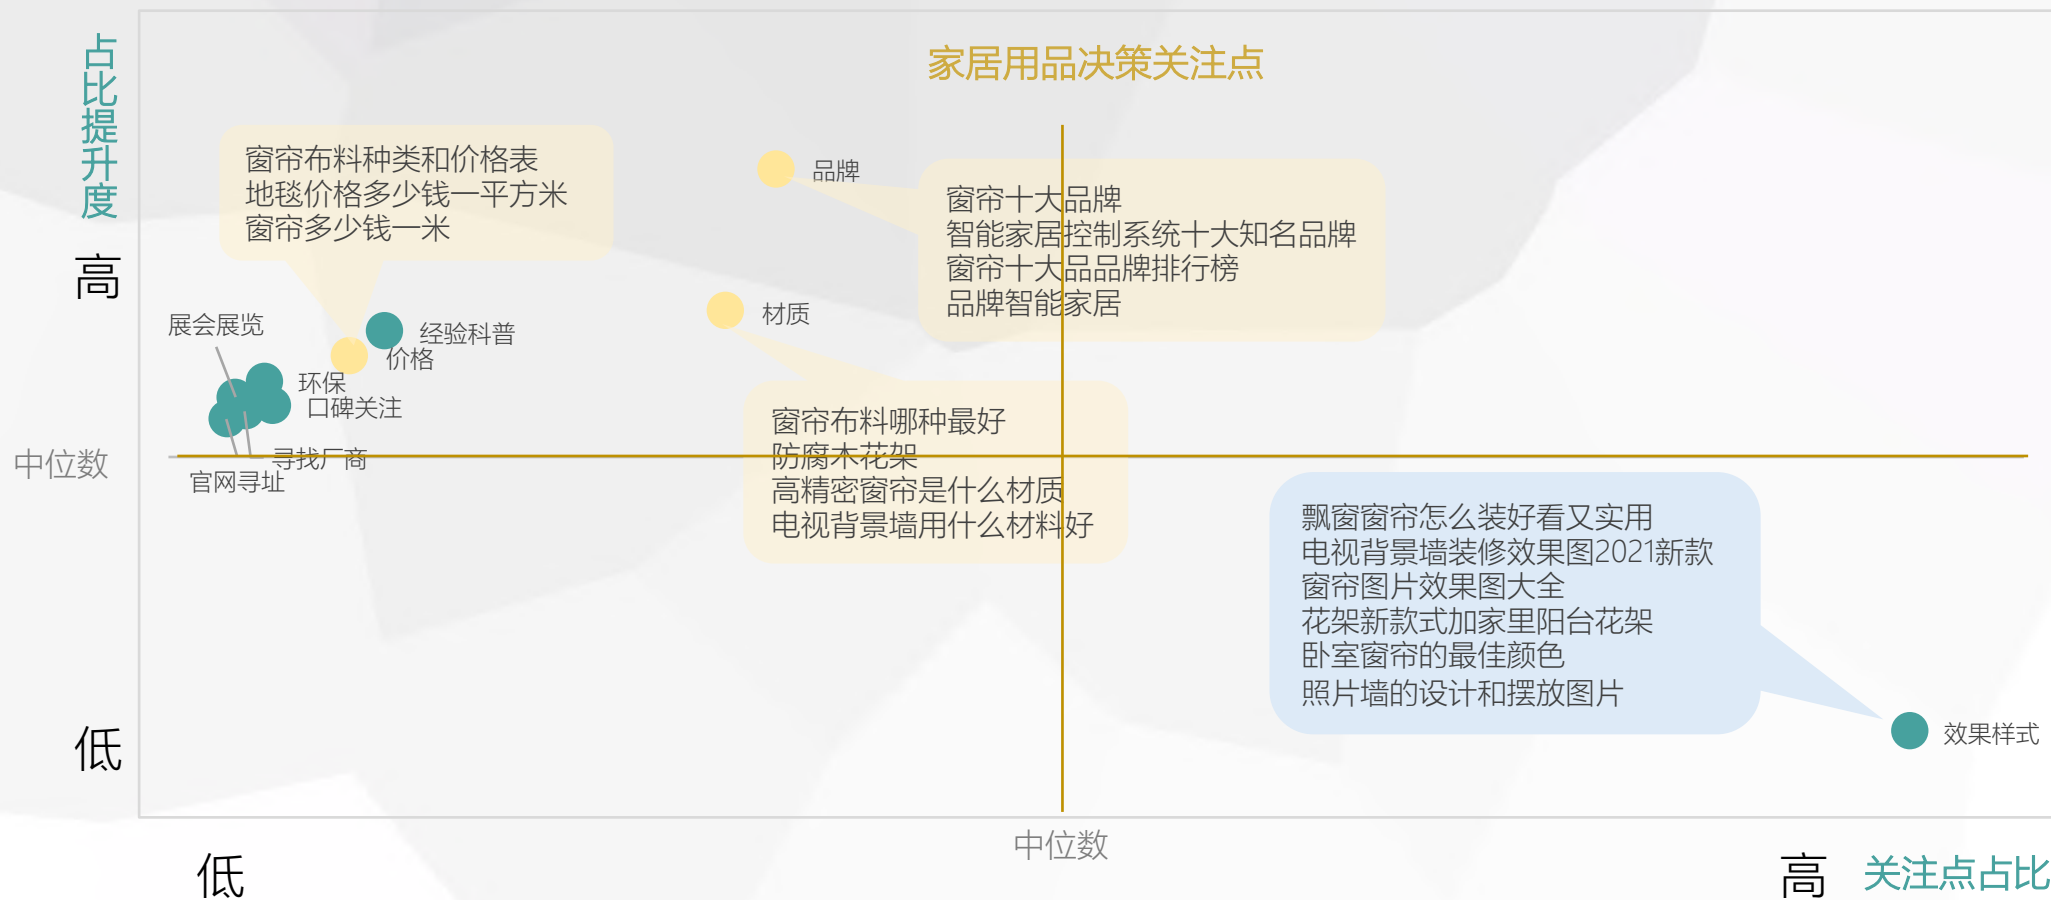 家居用品决策关注点
占比提升度
高
中位数
低
窗帘布料种类和价格表
地毯价格多少钱一平方米
窗帘多少钱一米
品牌
窗帘十大品牌
智能家居控制系统十大知名品牌
窗帘十大品品牌排行榜
品牌智能家居
材质
展会展览
经验科普
价格
环保
口碑关注
寻找厂商
官网寻址
窗帘布料哪种最好
防腐木花架
高精密窗帘是什么材质
电视背景墙用什么材料好
飘窗窗帘怎么装好看又实用
电视背景墙装修效果图2021新款
窗帘图片效果图大全
花架新款式加家里阳台花架
卧室窗帘的最佳颜色
照片墙的设计和摆放图片
效果样式
低
中位数
高
关注点占比